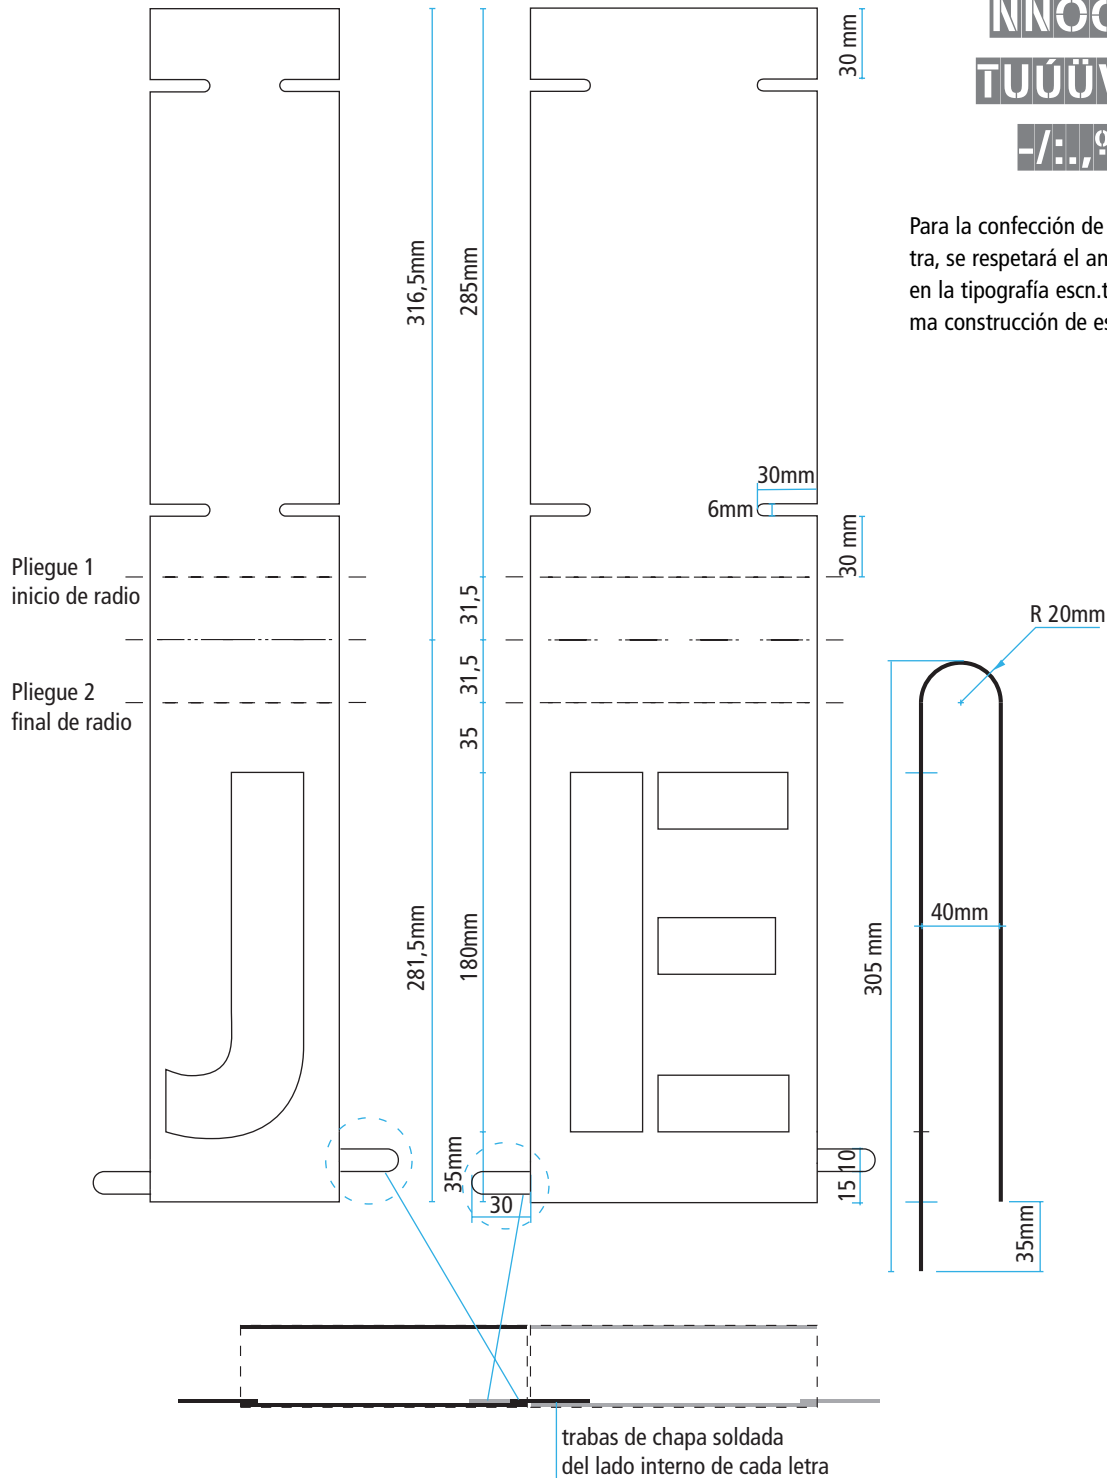 NÑO
TUÚÜ
-/:.,º
Para la confección de
tra, se respetará el
en la tipografía
ma construcción de
30 mm
316,5mm
285mm
30mm
6mm
30 mm
Pliegue 1
inicio de radio
31,5
Pliegue 2
final de radio
31,5
35
R 20mm
281,5mm
180mm
40mm
305 mm
35mm
30
15 10
35mm
trabas de chapa soldada
del lado interno de cada letra